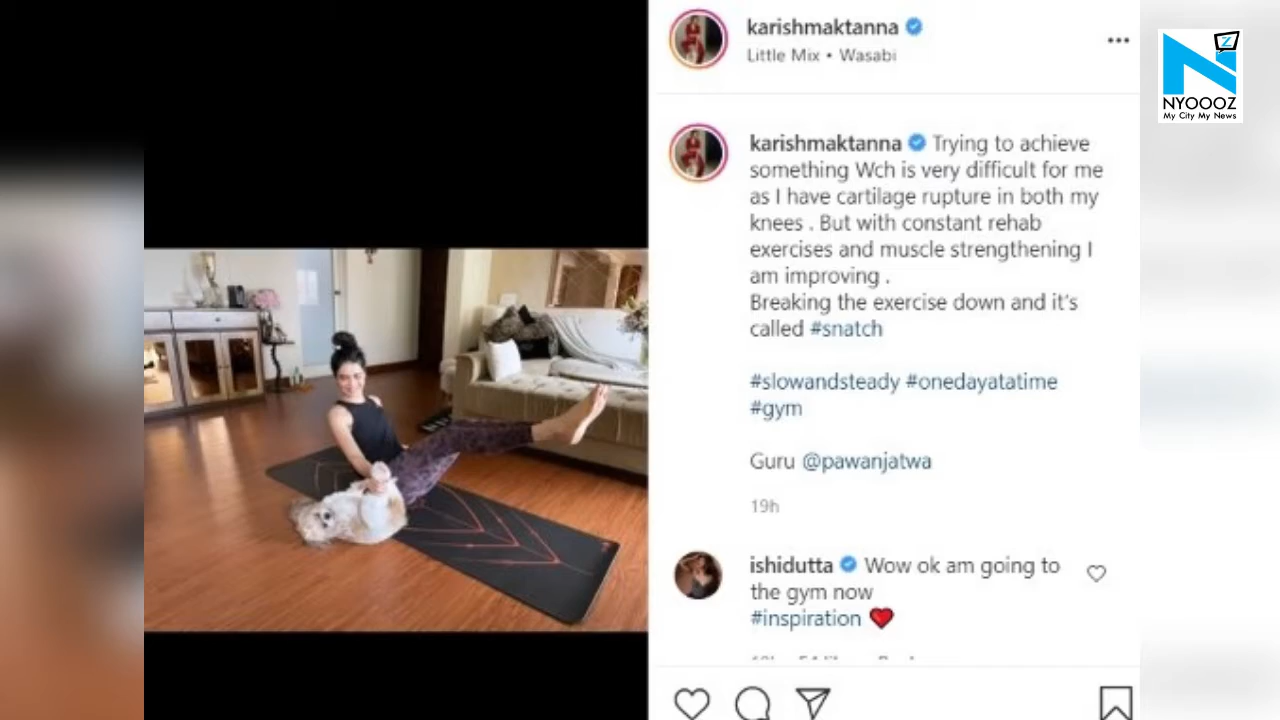 karishmaktanna
Little Mix • Wasabi
NYOOOZ
My City My News
karishmaktanna Trying to achieve
something Wch is very difficult for me
as I have cartilage rupture in both my
knees . But with constant rehab
exercises and muscle strengthening I
am improving .
Breaking the exercise down and it's
called #snatch
#slowandsteady #onedayatatime
#gym
Guru @pawanjatwa
19h
ishidutta Wow ok am going to
the gym now
#inspiration ❤️